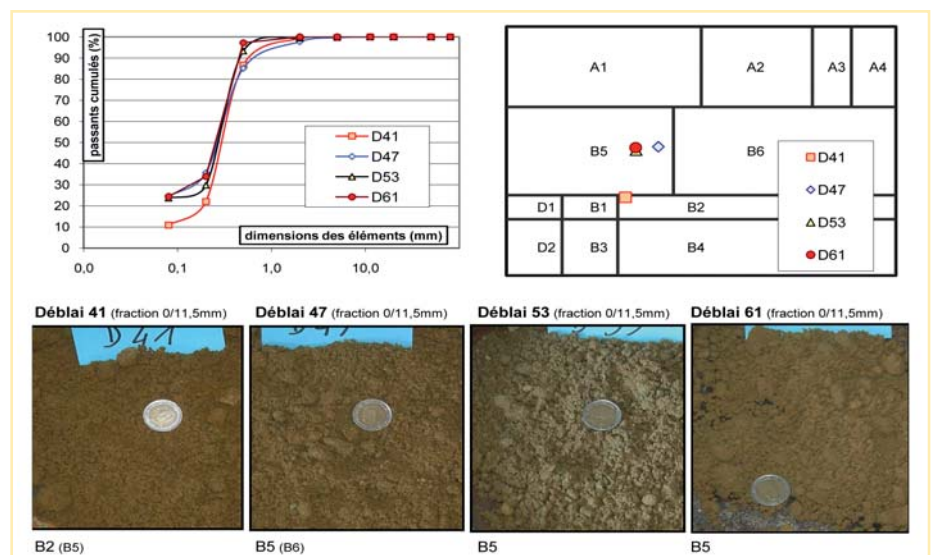 passants cumulés (%)
100
90
80
70
60
50
40
30
20
10
0
0,0 0,1 1,0 10,0
dimensions des éléments (mm)
D41
D47
D53
D61
A1 A2 A3 A4
B5 B6
D1 B1 B2
D2 B3 B4
D41
D47
D53
D61
Déblai 41 (fraction 0/11,5mm) Déblai 47 (fraction 0/11,5mm) Déblai 53 (fraction 0/11,5mm) Déblai 61 (fraction 0/11,5mm)
D41
B2 (B5) B5 (B6) B5 B5